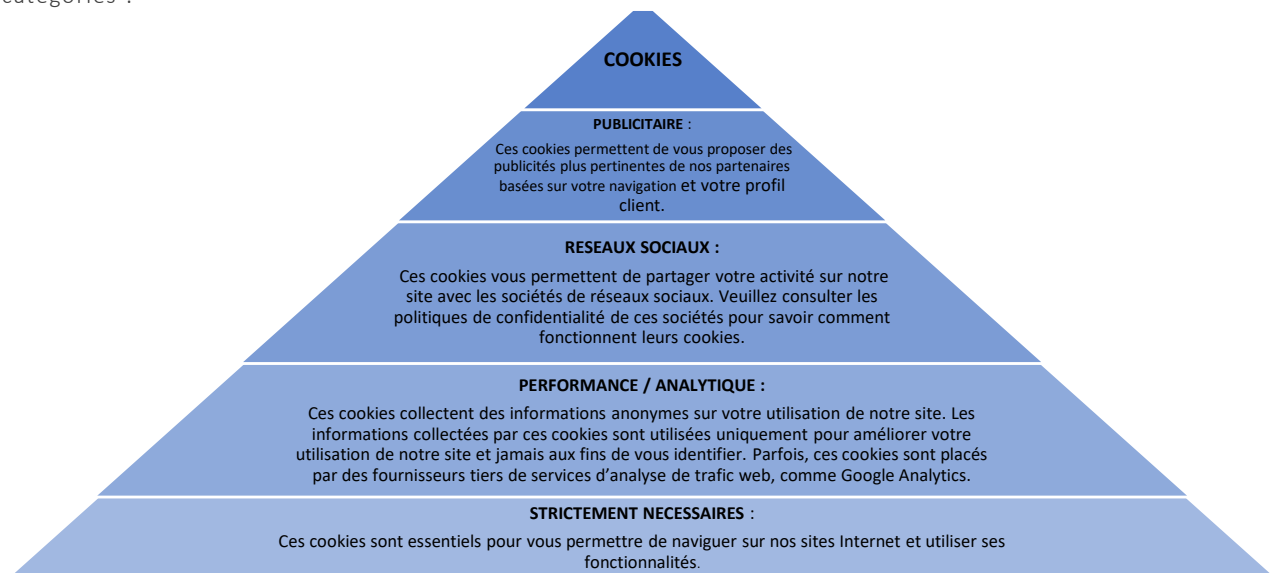 catégories :
COOKIES
PUBLICITAIRE :
Ces cookies permettent de vous proposer des
publicités plus pertinentes de nos partenaires
basées sur votre navigation et votre profil
client.
RESEAUX SOCIAUX :
Ces cookies vous permettent de partager votre activité sur notre
site avec les sociétés de réseaux sociaux. Veuillez consulter les
politiques de confidentialité de ces sociétés pour savoir comment
fonctionnent leurs cookies.
PERFORMANCE / ANALYTIQUE :
Ces cookies collectent des informations anonymes sur votre utilisation de notre site. Les
informations collectées par ces cookies sont utilisées uniquement pour améliorer votre
utilisation de notre site et jamais aux fins de vous identifier. Parfois, ces cookies sont placés
par des fournisseurs tiers de services d’analyse de trafic web, comme Google Analytics.
STRICTEMENT NECESSAIRES :
Ces cookies sont essentiels pour vous permettre de naviguer sur nos sites Internet et utiliser ses
fonctionnalités.